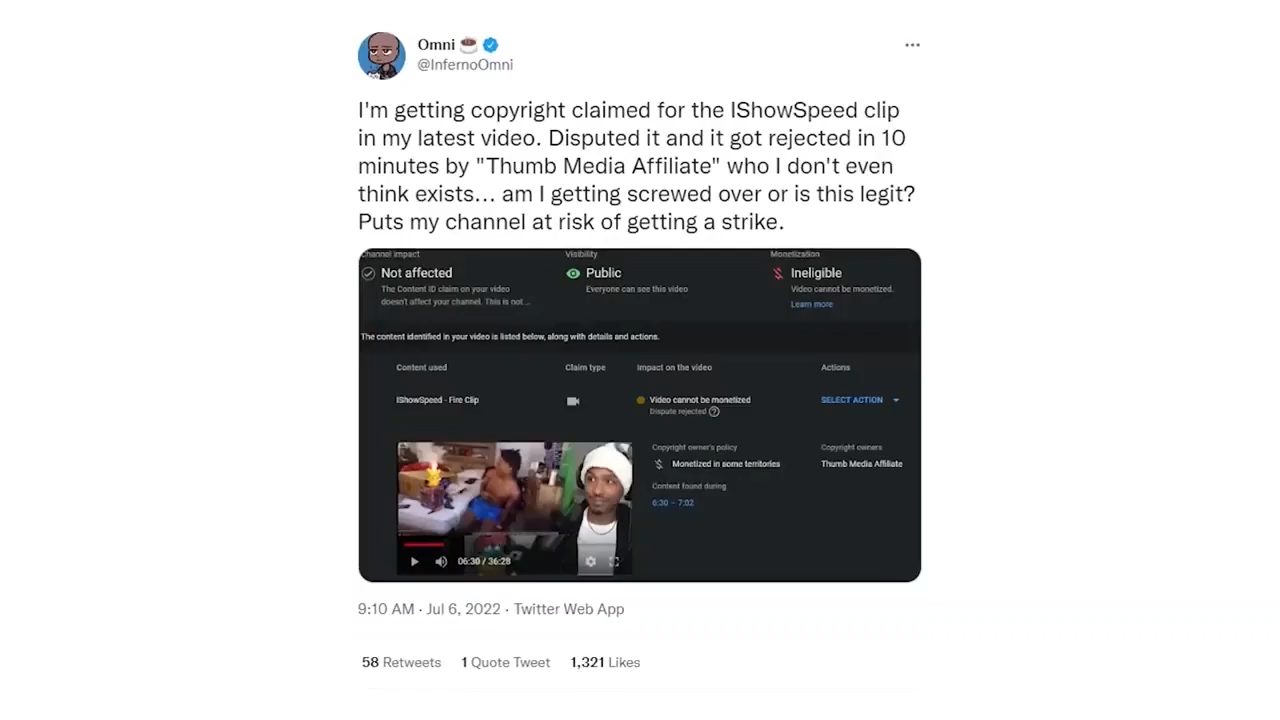 Omni
@InfernoOmni
I'm getting copyright claimed for the IShowSpeed clip
in my latest video. Disputed it and it got rejected in 10
minutes by "Thumb Media Affiliate" who I don't even
think exists... am I getting screwed over or is this legit?
Puts my channel at risk of getting a strike.
Channel impact Visibility Monetization
Not affected Public Ineligible
The Content ID claim on your video Everyone can see this video Video cannot be monetized.
doesn't affect your channel. This is not ... Learn more
The content identified in your video is listed below, along with details and actions.
Content used Claim type Impact on the video Actions
IShowSpeed - Fire Clip Video cannot be monetized SELECT ACTION
Dispute rejected
Copyright owner's policy Copyright owners
Monetized in some territories Thumb Media Affiliate
Content found during
6:30 – 7:02
06:30 / 36:28
9:10 AM · Jul 6, 2022 · Twitter Web App
58 Retweets 1 Quote Tweet 1,321 Likes